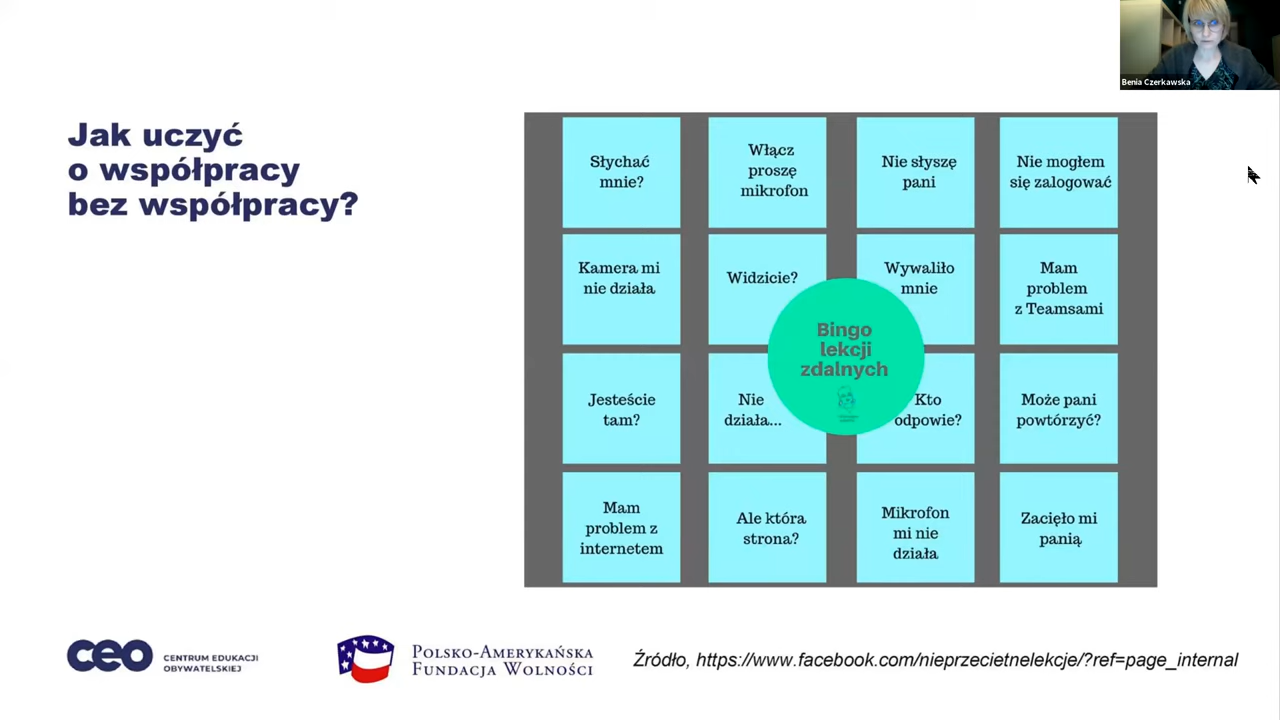 Benia Czerkawska
Jak uczyć
o współpracy
bez współpracy?
Słychać
mnie?
Włącz
proszę
mikrofon
Nie słyszę
pani
Nie mogłem
się zalogować
Kamera mi
nie działa
Widzicie?
Wywaliło
mnie
Mam
problem
z Teamsami
Bingo
lekcji
zdalnych
Jesteście
tam?
Nie
działa...
Kto
odpowie?
Może pani
powtórzyć?
Mam
problem z
internetem
Ale która
strona?
Mikrofon
mi nie
działa
Zacięło mi
panią
ceo
CENTRUM EDUKACJI
OBYWATELSKIEJ
POLSKO-AMERYKAŃSKA
FUNDACJA WOLNOŚCI
Źródło, https://www.facebook.com/nieprzecietnelekcje/?ref=page_internal